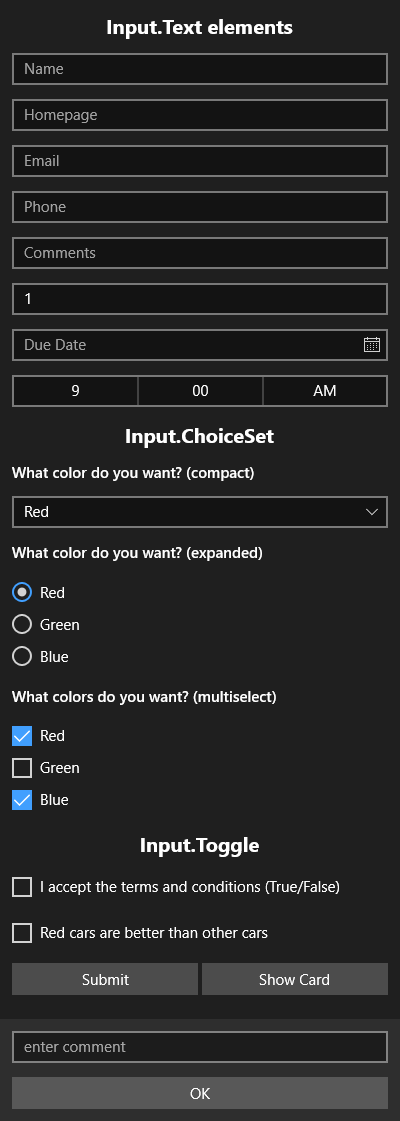 Input.Text elements
Name
Homepage
Email
Phone
Comments
1
Due Date
9 00 AM
Input.ChoiceSet
What color do you want? (compact)
Red
What color do you want? (expanded)
Red
Green
Blue
What colors do you want? (multiselect)
Red
Green
Blue
Input.Toggle
I accept the terms and conditions (True/False)
Red cars are better than other cars
Submit Show Card
enter comment
OK